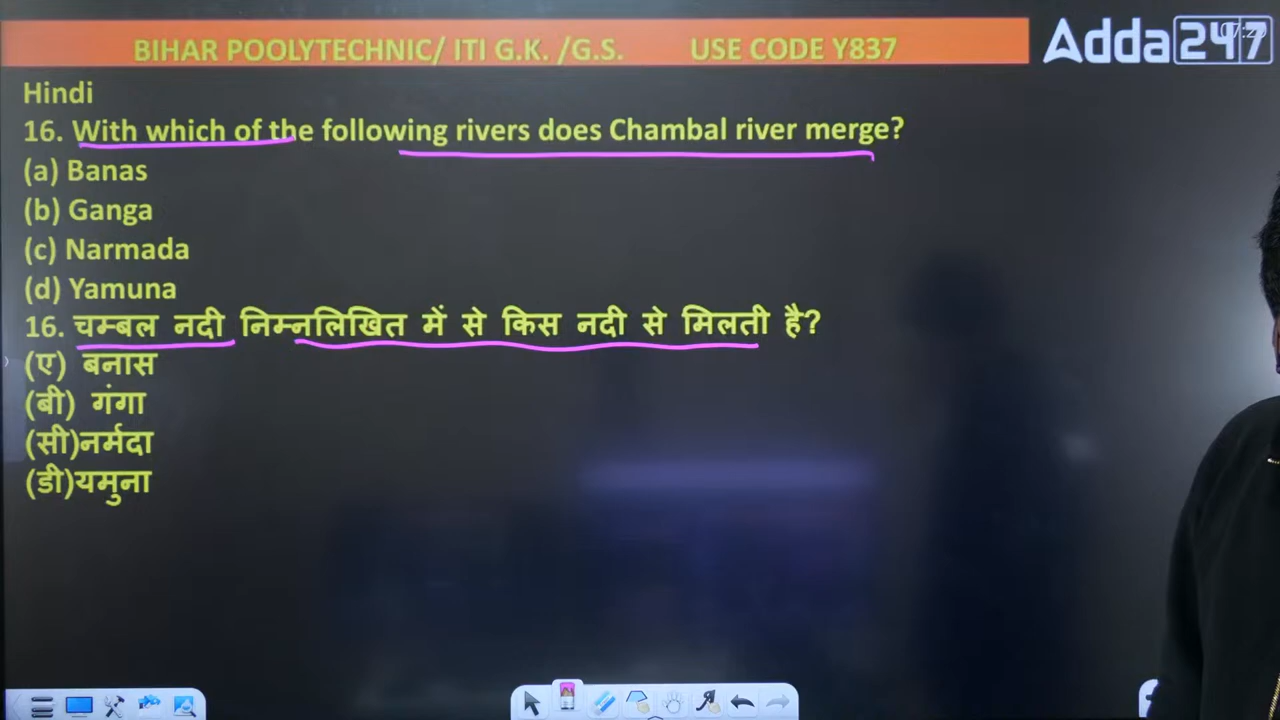 BIHAR POOLYTECHNIC/ ITI G.K. /G.S. USE CODE Y837
Adda247
Hindi
16. With which of the following rivers does Chambal river merge?
(a) Banas
(b) Ganga
(c) Narmada
(d) Yamuna
16. चम्बल नदी निम्नलिखित में से किस नदी से मिलती है?
(ए) बनास
(बी) गंगा
(सी)नर्मदा
(डी)यमुना